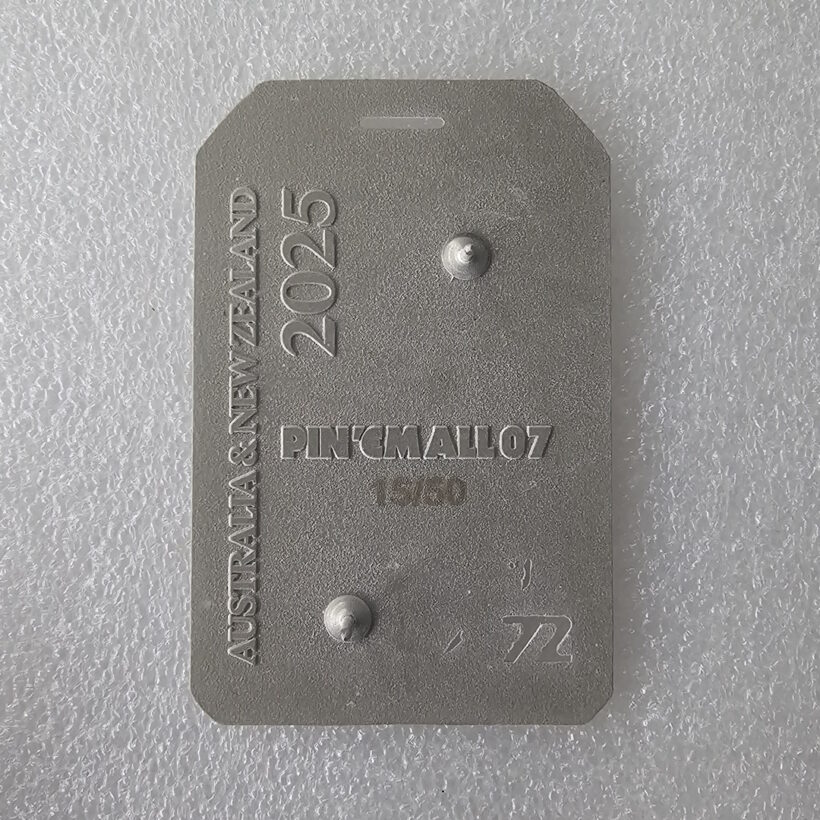 AUSTRALIA & NEW ZEALAND
2025
PIN'EMALL07
15/50
72